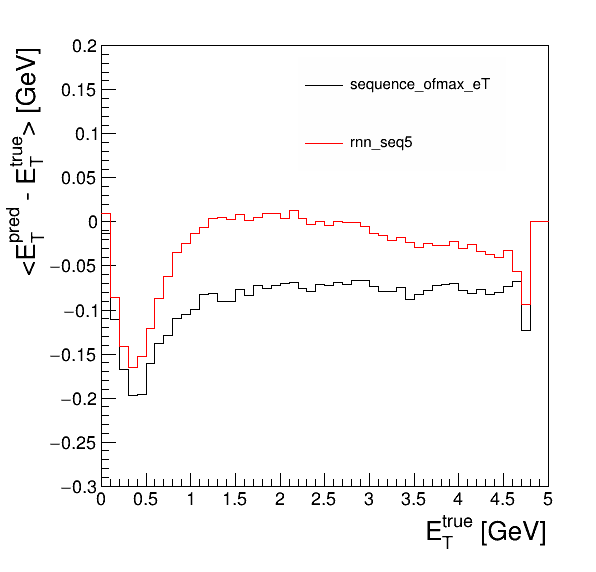 <E_T^pred - E_T^true> [GeV]
0.2
0.15
0.1
0.05
0
−0.05
−0.1
−0.15
−0.2
−0.25
−0.3
sequence_ofmax_eT
rnn_seq5
0 0.5 1 1.5 2 2.5 3 3.5 4 4.5 5
E_T^true [GeV]